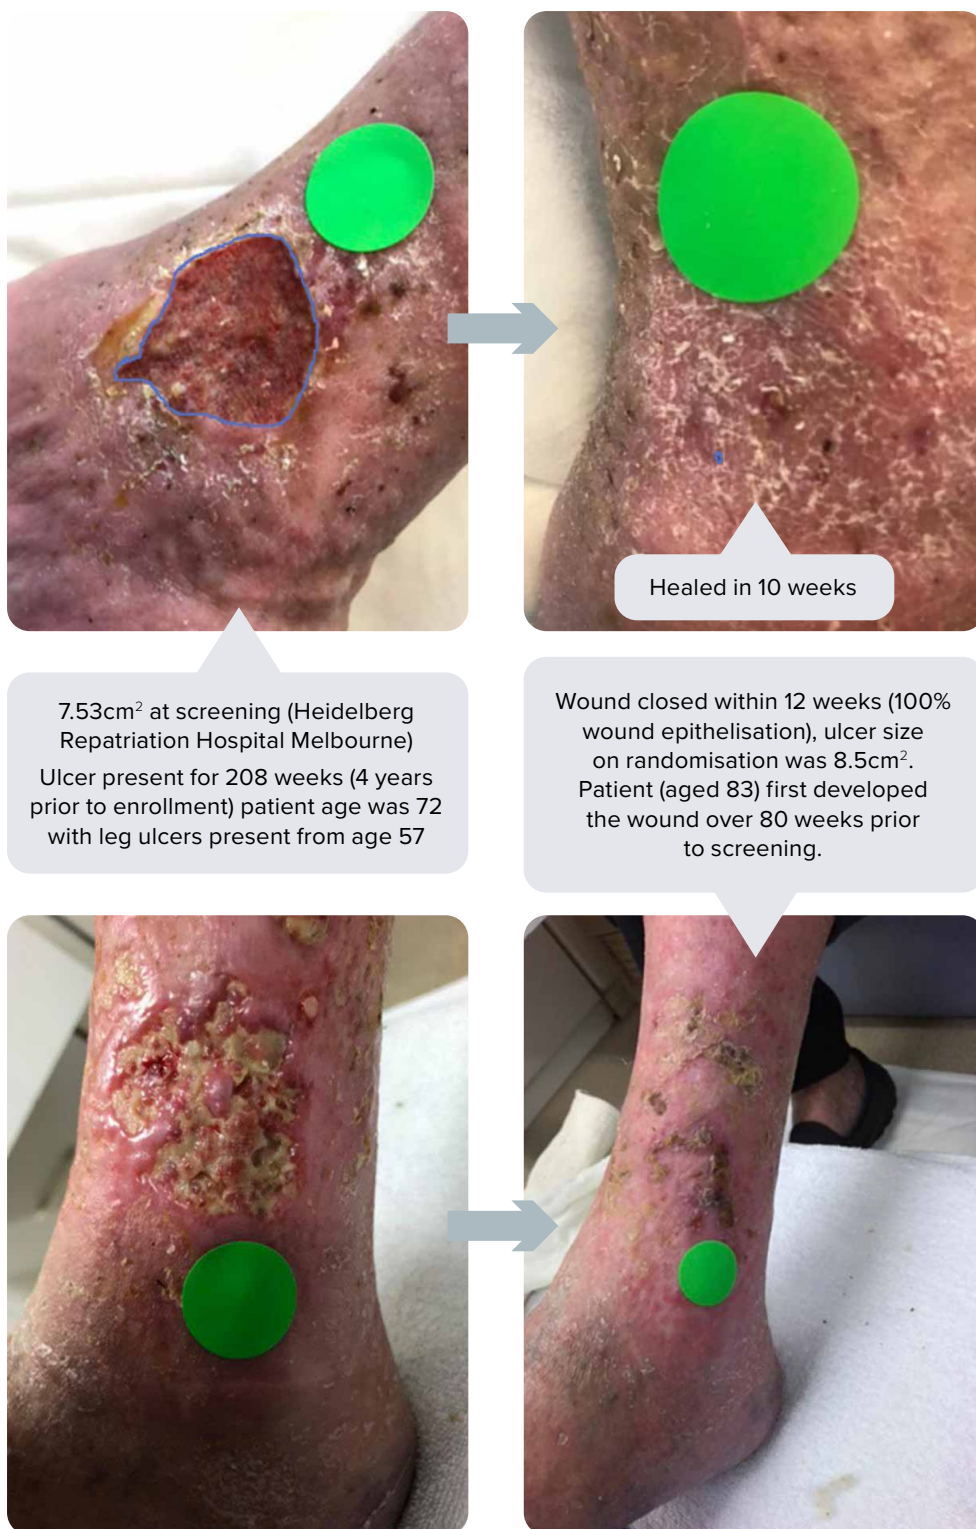 Healed in 10 weeks
7.53cm² at screening (Heidelberg
Repatriation Hospital Melbourne)
Ulcer present for 208 weeks (4 years
prior to enrollment) patient age was 72
with leg ulcers present from age 57
Wound closed within 12 weeks (100%
wound epithelisation), ulcer size
on randomisation was 8.5cm².
Patient (aged 83) first developed
the wound over 80 weeks prior
to screening.